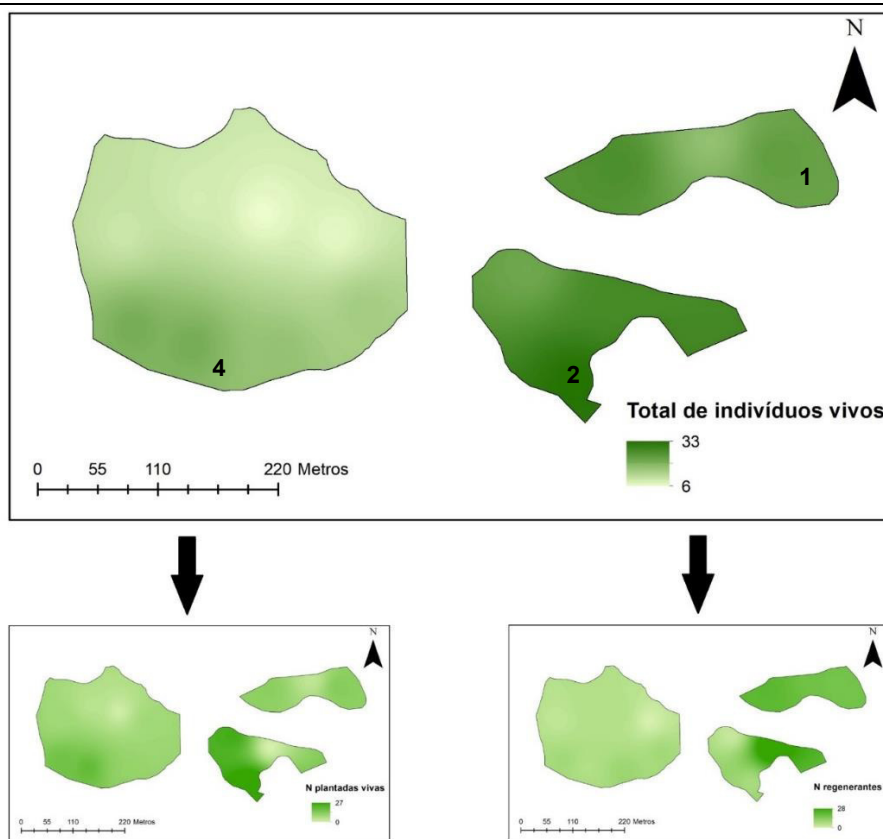 N
1
4
2
Total de indivíduos vivos
33
6
0 55 110 220 Metros
N
N plantadas vivas
27
0
0 55 110 220 Metros
N
N regenerantes
28
0
0 55 110 220 Metros